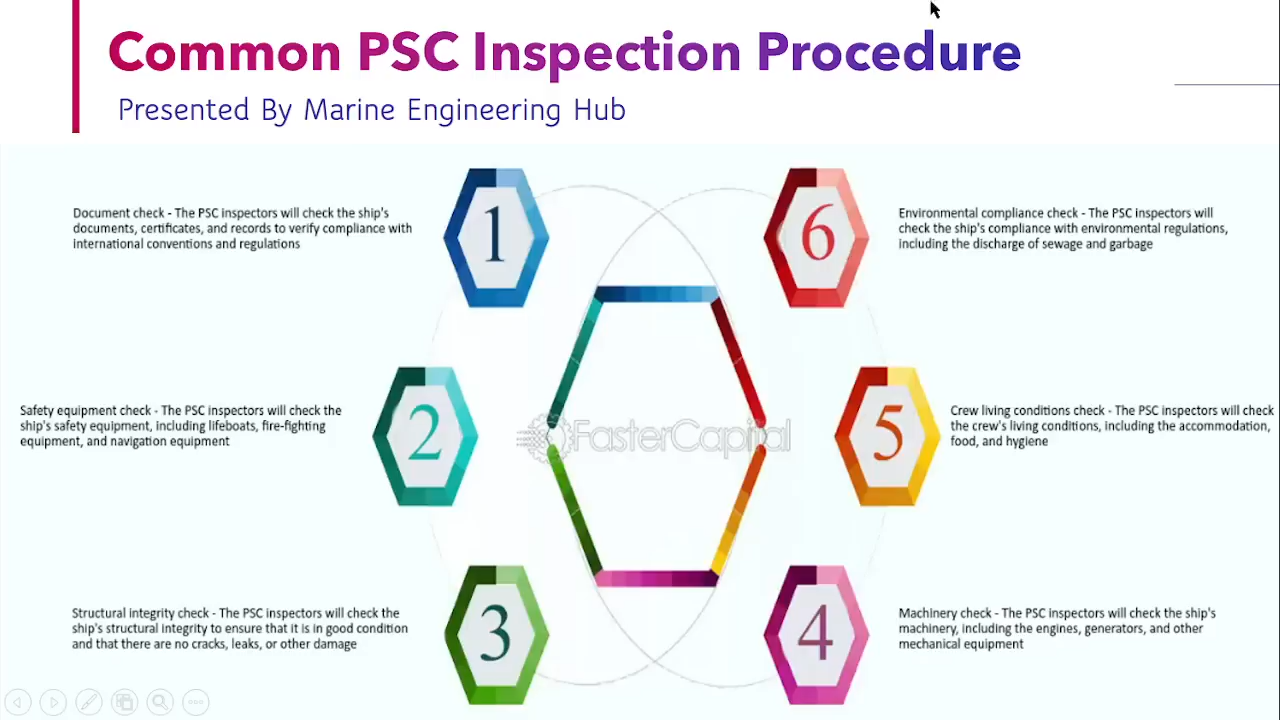 Common PSC Inspection Procedure
Presented By Marine Engineering Hub
1
Document check - The PSC inspectors will check the ship's
documents, certificates, and records to verify compliance with
international conventions and regulations
2
Safety equipment check - The PSC inspectors will check the
ship's safety equipment, including lifeboats, fire-fighting
equipment, and navigation equipment
3
Structural integrity check - The PSC inspectors will check the
ship's structural integrity to ensure that it is in good condition
and that there are no cracks, leaks, or other damage
4
Machinery check - The PSC inspectors will check the ship's
machinery, including the engines, generators, and other
mechanical equipment
5
Crew living conditions check - The PSC inspectors will check
the crew's living conditions, including the accommodation,
food, and hygiene
6
Environmental compliance check - The PSC inspectors will
check the ship's compliance with environmental regulations,
including the discharge of sewage and garbage
FasterCapital